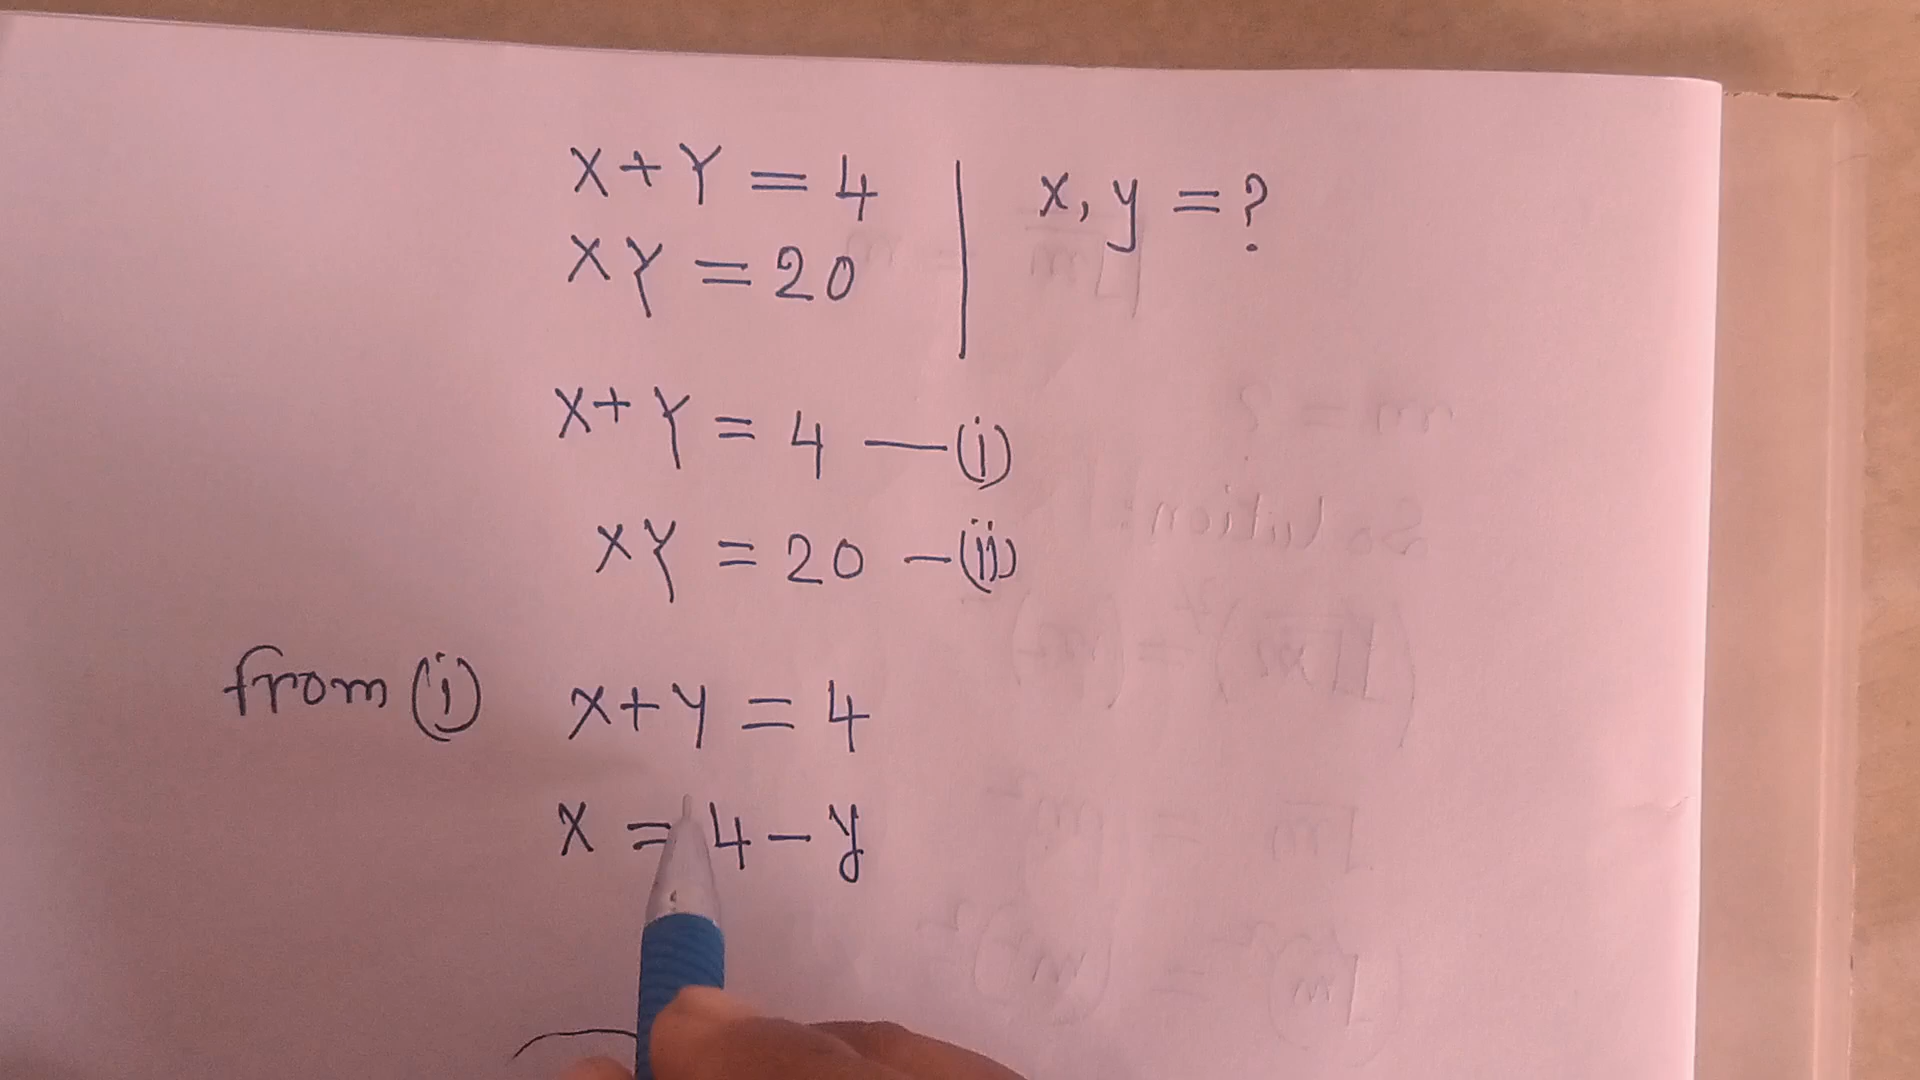 X+Y = 4
XY = 20
x, y = ?
X+Y = 4 —(i)
XY = 20 —(ii)
from (i) x+y = 4
x = 4 - y